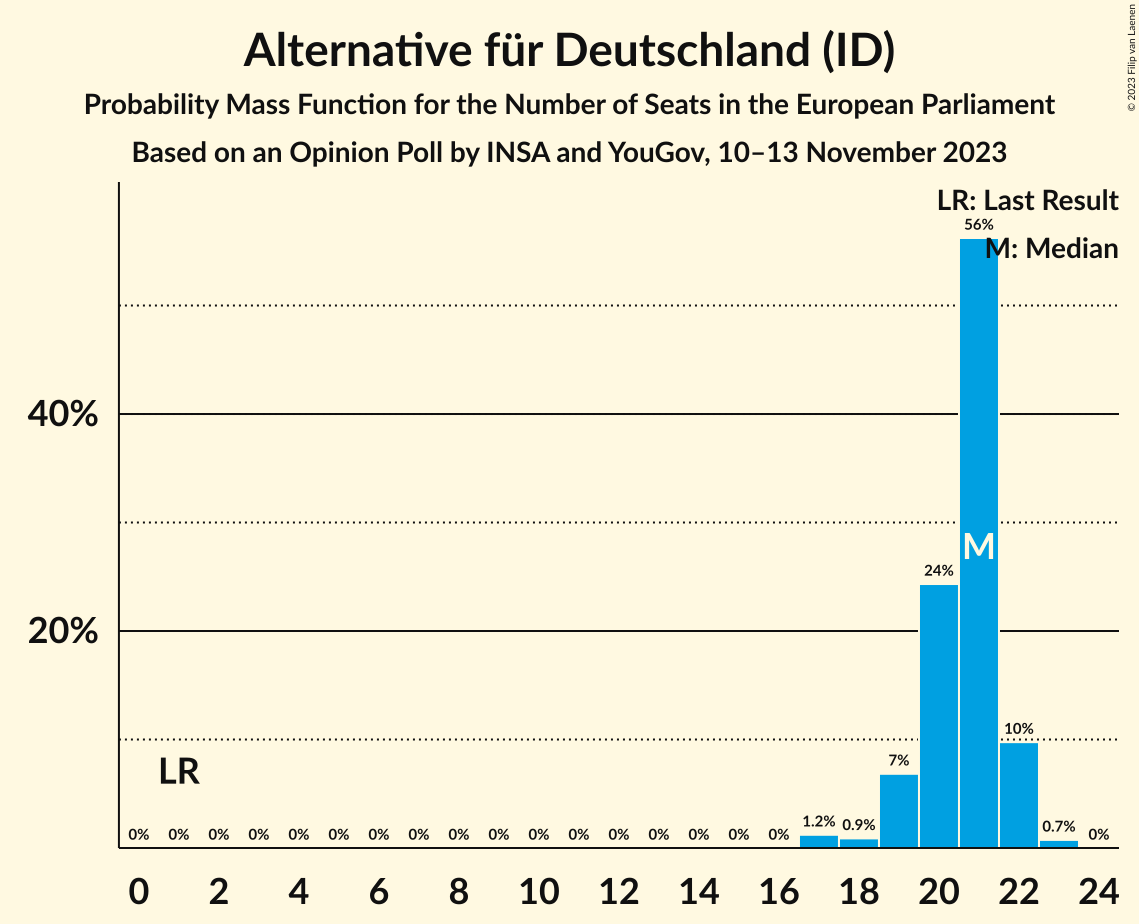 Alternative für Deutschland (ID)
Probability Mass Function for the Number of Seats in the European Parliament
Based on an Opinion Poll by INSA and YouGov, 10–13 November 2023
© 2023 Filip van Laenen
LR: Last Result
M: Median
56%
40%
M
24%
20%
10%
7%
LR
1.2%
0.9%
0.7%
0% 0% 0% 0% 0% 0% 0% 0% 0% 0% 0% 0% 0% 0% 0% 0% 0% 0%
0 2 4 6 8 10 12 14 16 18 20 22 24